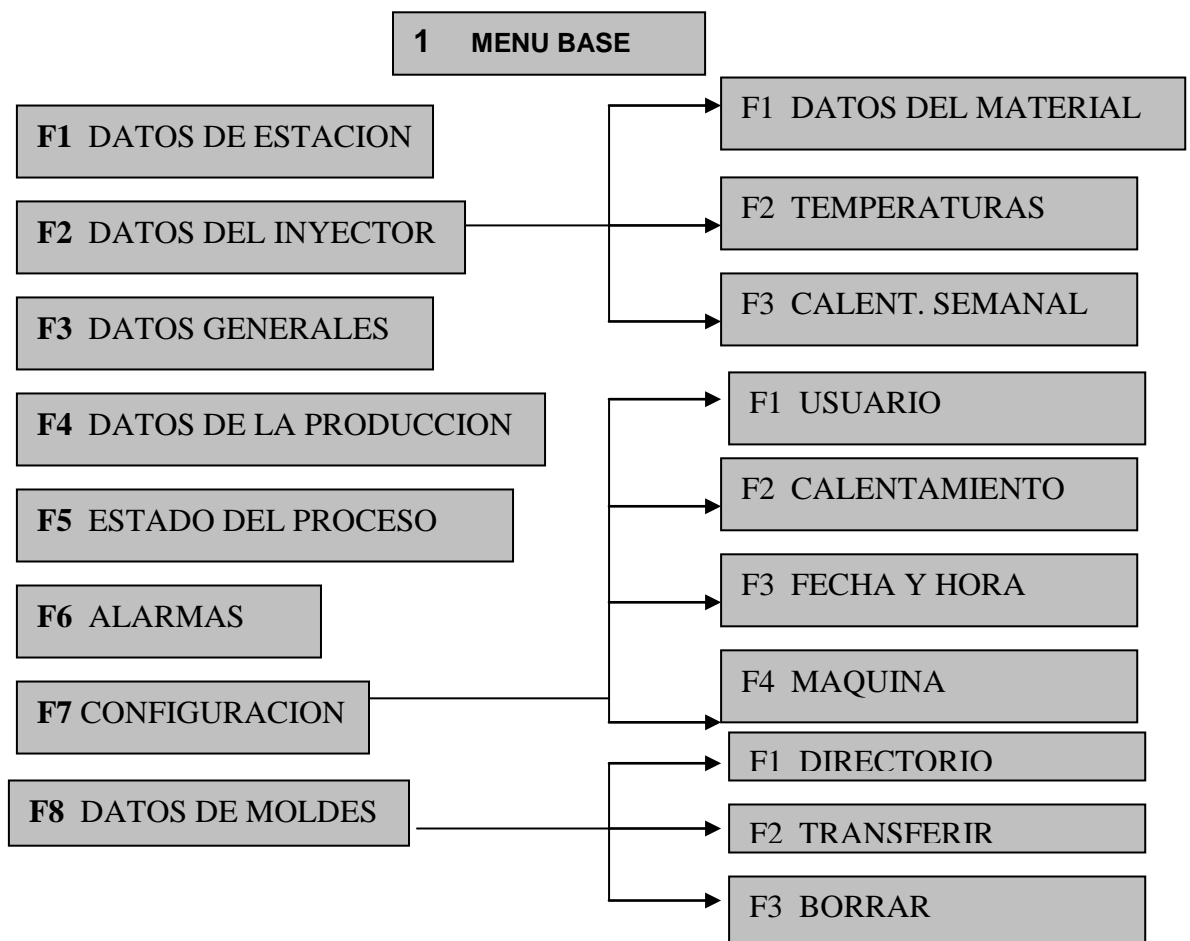 1 MENU BASE
F1 DATOS DE ESTACION
F2 DATOS DEL INYECTOR
F3 DATOS GENERALES
F4 DATOS DE LA PRODUCCION
F5 ESTADO DEL PROCESO
F6 ALARMAS
F7 CONFIGURACION
F8 DATOS DE MOLDES
F1 DATOS DEL MATERIAL
F2 TEMPERATURAS
F3 CALENT. SEMANAL
F1 USUARIO
F2 CALENTAMIENTO
F3 FECHA Y HORA
F4 MAQUINA
F1 DIRECTORIO
F2 TRANSFERIR
F3 BORRAR